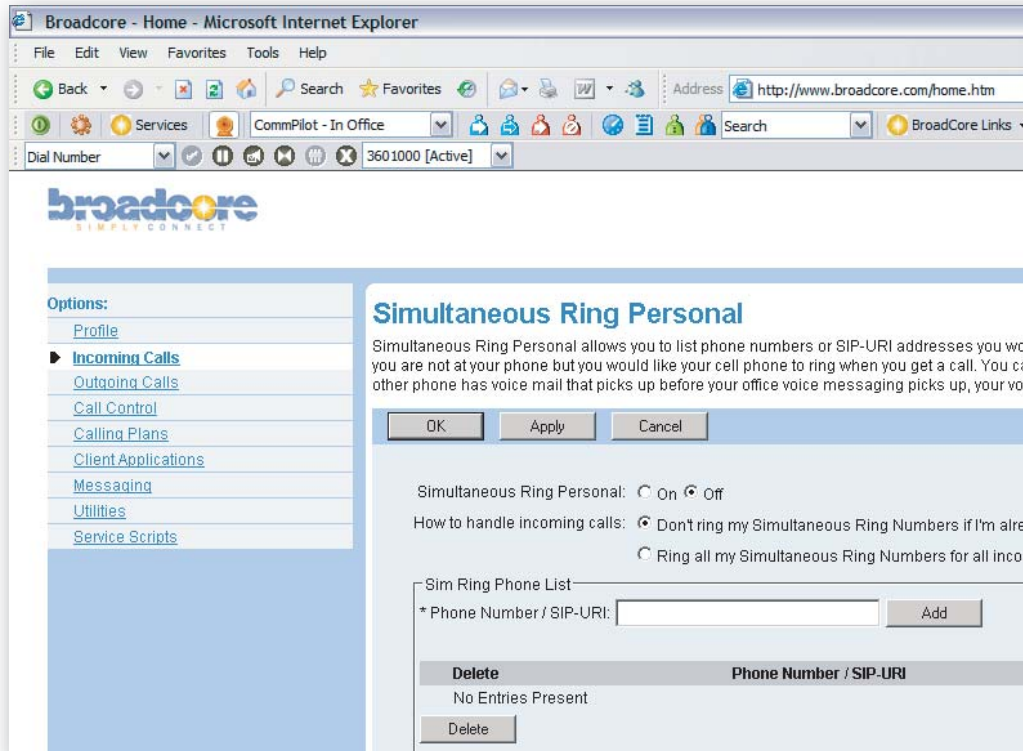 Broadcore - Home - Microsoft Internet Explorer
File Edit View Favorites Tools Help
Back Search Favorites W Address http://www.broadcore.com/home.htm
Services CommPilot - In Office Search BroadCore Links
Dial Number 3601000 [Active]
broadcore
SIMPLY CONNECT
Options:
Profile
Incoming Calls
Outgoing Calls
Call Control
Calling Plans
Client Applications
Messaging
Utilities
Service Scripts
Simultaneous Ring Personal
Simultaneous Ring Personal allows you to list phone numbers or SIP-URI addresses you
you are not at your phone but you would like your cell phone to ring when you get a call. You
other phone has voice mail that picks up before your office voice messaging picks up, your
OK Apply Cancel
Simultaneous Ring Personal: On Off
How to handle incoming calls: Don't ring my Simultaneous Ring Numbers if I'm
Ring all my Simultaneous Ring Numbers for all
Sim Ring Phone List
* Phone Number / SIP-URI: Add
Delete Phone Number / SIP-URI
No Entries Present
Delete